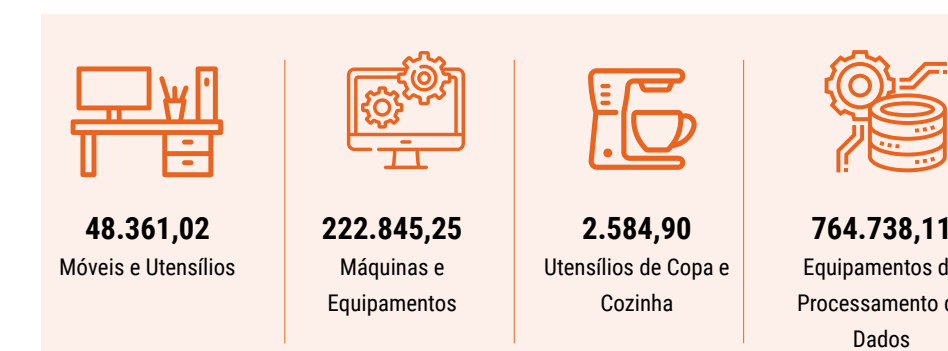 48.361,02
Móveis e Utensílios
222.845,25
Máquinas e
Equipamentos
2.584,90
Utensílios de Copa e
Cozinha
764.738,11
Equipamentos d
Processamento
Dados